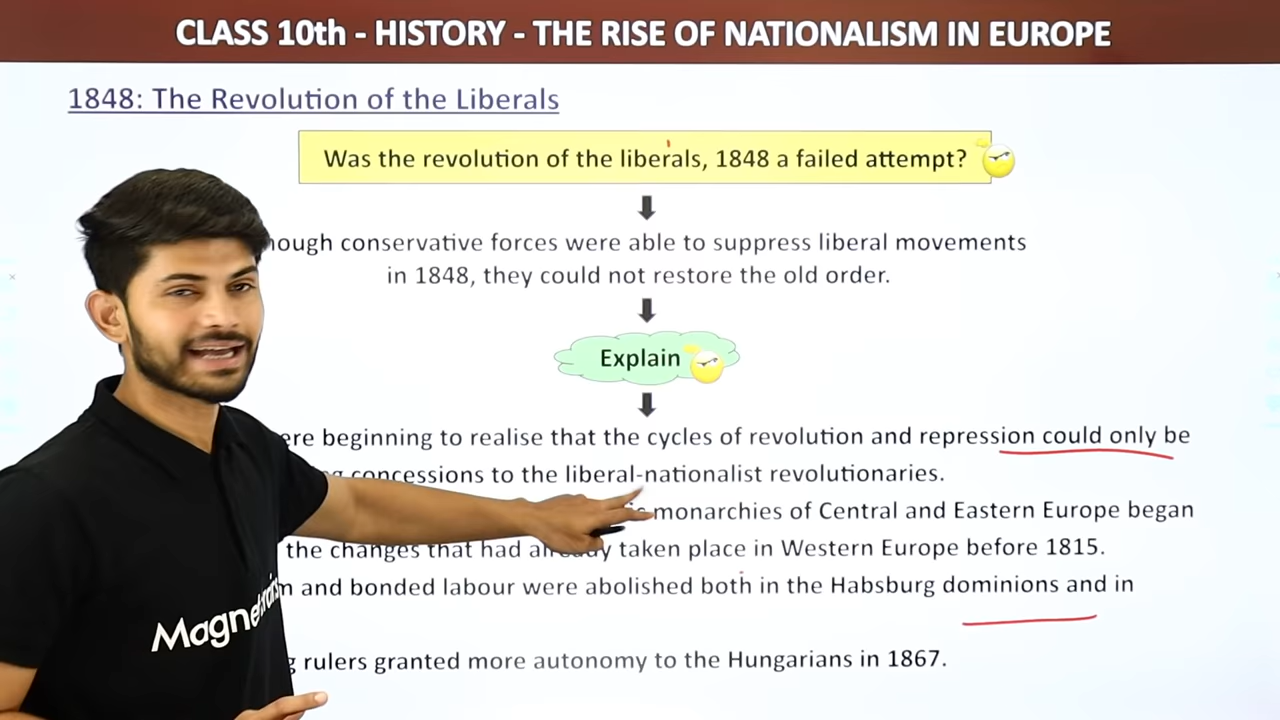 CLASS 10th - HISTORY - THE RISE OF NATIONALISM IN EUROPE
1848: The Revolution of the Liberals
Was the revolution of the liberals, 1848 a failed attempt?
hough conservative forces were able to suppress liberal movements
in 1848, they could not restore the old order.
Explain
ere beginning to realise that the cycles of revolution and repression could only be
concessions to the liberal-nationalist revolutionaries.
monarchies of Central and Eastern Europe began
the changes that had already taken place in Western Europe before 1815.
and bonded labour were abolished both in the Habsburg dominions and in
g rulers granted more autonomy to the Hungarians in 1867.
Magne